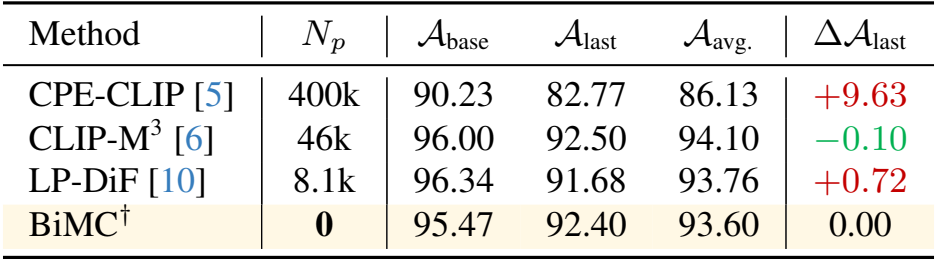 Method N_p A_base A_last A_avg. ΔA_last
CPE-CLIP [5] 400k 90.23 82.77 86.13 +9.63
CLIP-M³ [6] 46k 96.00 92.50 94.10 −0.10
LP-DiF [10] 8.1k 96.34 91.68 93.76 +0.72
BiMC† 0 95.47 92.40 93.60 0.00